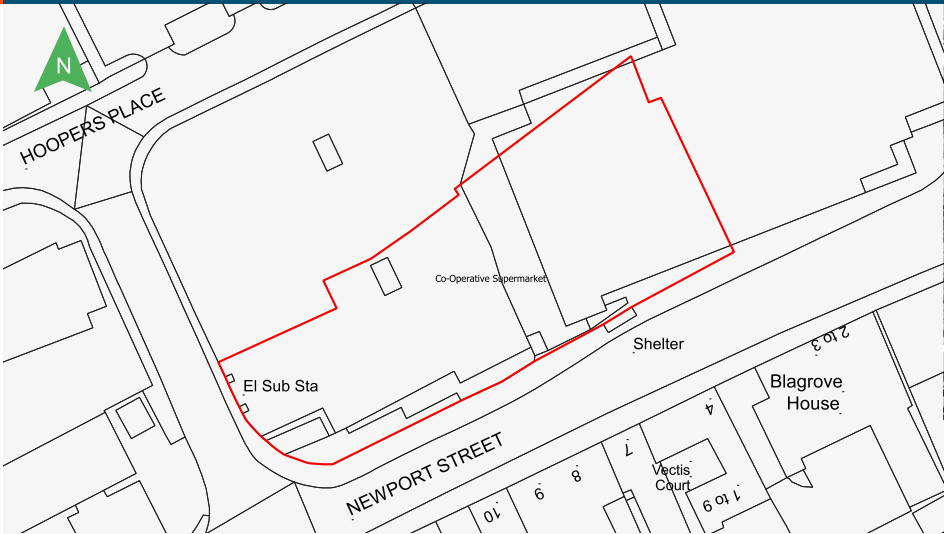 N
HOOPERS PLACE
Co-Operative Supermarket
El Sub Sta
Shelter
2 to 3
Blagrove
House
NEWPORT STREET
4
7
Vectis
Court
8
9
10
1 to 9